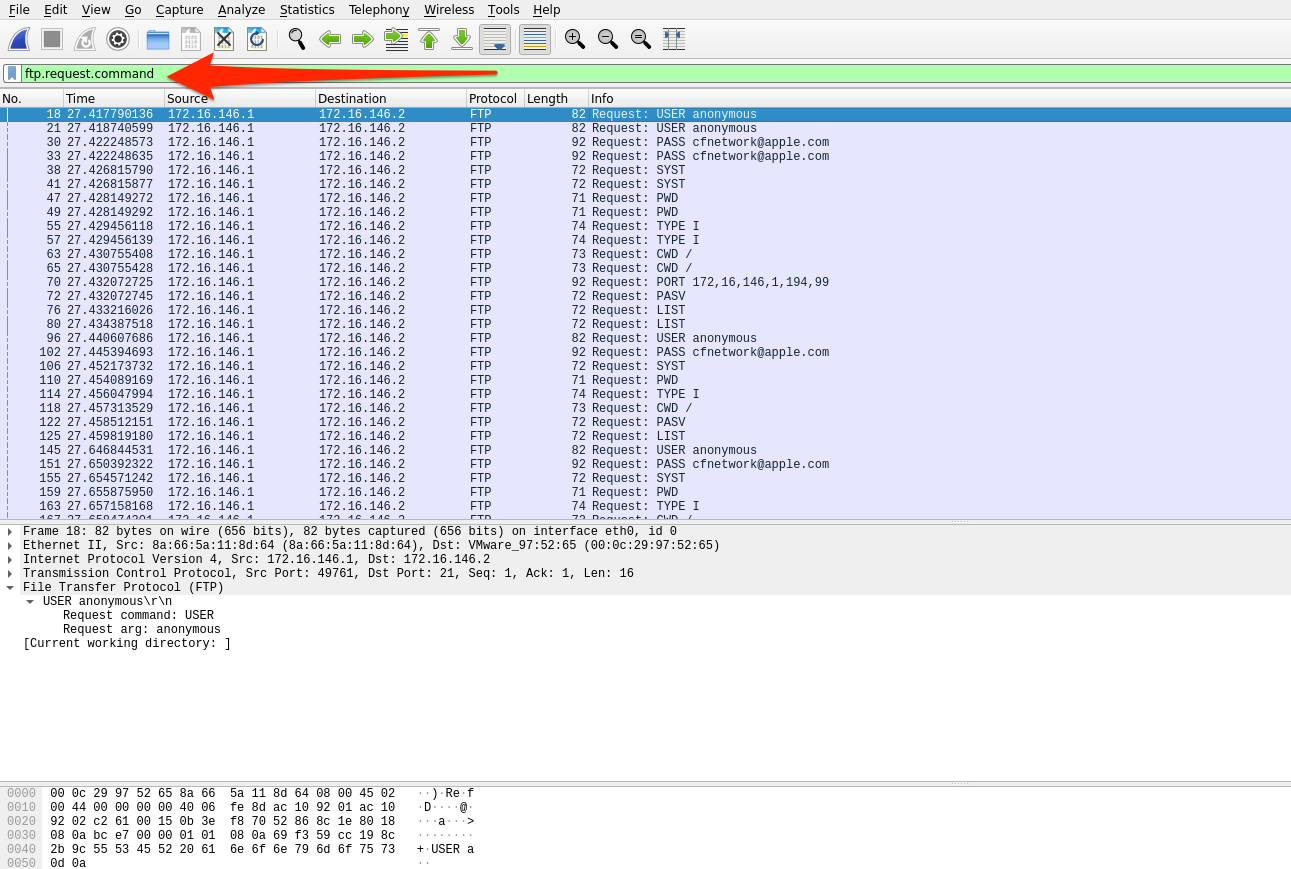 File Edit View Go Capture Analyze Statistics Telephony Wireless Tools Help
ftp.request.command
No. Time Source Destination Protocol Length Info
18 27.417790136 172.16.146.1 172.16.146.2 FTP 82 Request: USER anonymous
21 27.418740599 172.16.146.1 172.16.146.2 FTP 82 Request: USER anonymous
30 27.422248573 172.16.146.1 172.16.146.2 FTP 92 Request: PASS cfnetwork@apple.com
33 27.422248635 172.16.146.1 172.16.146.2 FTP 92 Request: PASS cfnetwork@apple.com
38 27.426815790 172.16.146.1 172.16.146.2 FTP 72 Request: SYST
41 27.426815877 172.16.146.1 172.16.146.2 FTP 72 Request: SYST
47 27.428149272 172.16.146.1 172.16.146.2 FTP 71 Request: PWD
49 27.428149292 172.16.146.1 172.16.146.2 FTP 71 Request: PWD
55 27.429456118 172.16.146.1 172.16.146.2 FTP 74 Request: TYPE I
57 27.429456139 172.16.146.1 172.16.146.2 FTP 74 Request: TYPE I
63 27.430755408 172.16.146.1 172.16.146.2 FTP 73 Request: CWD /
65 27.430755428 172.16.146.1 172.16.146.2 FTP 73 Request: CWD /
70 27.432072725 172.16.146.1 172.16.146.2 FTP 92 Request: PORT 172,16,146,1,194,99
72 27.432072745 172.16.146.1 172.16.146.2 FTP 72 Request: PASV
76 27.433216026 172.16.146.1 172.16.146.2 FTP 72 Request: LIST
80 27.434387518 172.16.146.1 172.16.146.2 FTP 72 Request: LIST
96 27.440607686 172.16.146.1 172.16.146.2 FTP 82 Request: USER anonymous
102 27.445394693 172.16.146.1 172.16.146.2 FTP 92 Request: PASS cfnetwork@apple.com
106 27.452173732 172.16.146.1 172.16.146.2 FTP 72 Request: SYST
110 27.454089169 172.16.146.1 172.16.146.2 FTP 71 Request: PWD
114 27.456047994 172.16.146.1 172.16.146.2 FTP 74 Request: TYPE I
118 27.457313529 172.16.146.1 172.16.146.2 FTP 73 Request: CWD /
122 27.458512151 172.16.146.1 172.16.146.2 FTP 72 Request: PASV
125 27.459819180 172.16.146.1 172.16.146.2 FTP 72 Request: LIST
145 27.646844531 172.16.146.1 172.16.146.2 FTP 82 Request: USER anonymous
151 27.650392322 172.16.146.1 172.16.146.2 FTP 92 Request: PASS cfnetwork@apple.com
155 27.654571242 172.16.146.1 172.16.146.2 FTP 72 Request: SYST
159 27.655875950 172.16.146.1 172.16.146.2 FTP 71 Request: PWD
163 27.657158168 172.16.146.1 172.16.146.2 FTP 74 Request: TYPE I
Frame 18: 82 bytes on wire (656 bits), 82 bytes captured (656 bits) on interface eth0, id 0
Ethernet II, Src: 8a:66:5a:11:8d:64 (8a:66:5a:11:8d:64), Dst: VMware_97:52:65 (00:0c:29:97:52:65)
Internet Protocol Version 4, Src: 172.16.146.1, Dst: 172.16.146.2
Transmission Control Protocol, Src Port: 49761, Dst Port: 21, Seq: 1, Ack: 1, Len: 16
File Transfer Protocol (FTP)
USER anonymous\r\n
Request command: USER
Request arg: anonymous
[Current working directory: ]
0000 00 0c 29 97 52 65 8a 66 5a 11 8d 64 08 00 45 02 ··)·Re·f
0010 00 44 00 00 00 00 40 06 fe 8d ac 10 92 01 ac 10 ·D····@·
0020 92 02 c2 61 00 15 0b 3e f8 70 52 86 8c 1e 80 18 ···a···>
0030 08 0a bc e7 00 00 01 01 08 0a 69 f3 59 cc 19 8c ········
0040 2b 9c 55 53 45 52 20 61 6e 6f 6e 79 6d 6f 75 73 +·USER a
0050 0d 0a ··